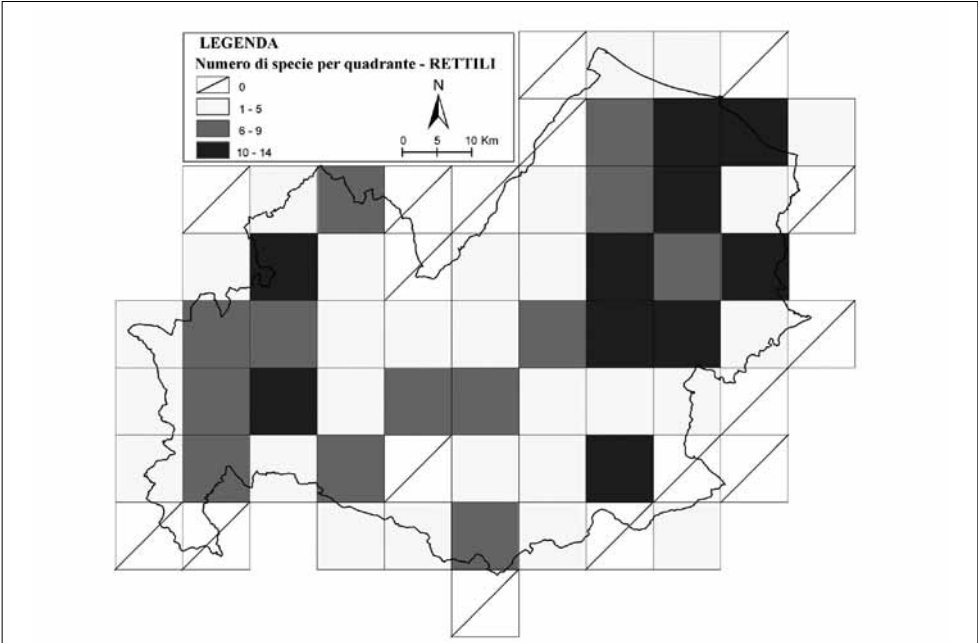 LEGENDA
Numero di specie per quadrante - RETTILI
0
1 - 5
6 - 9
10 - 14
N
0 5 10 Km